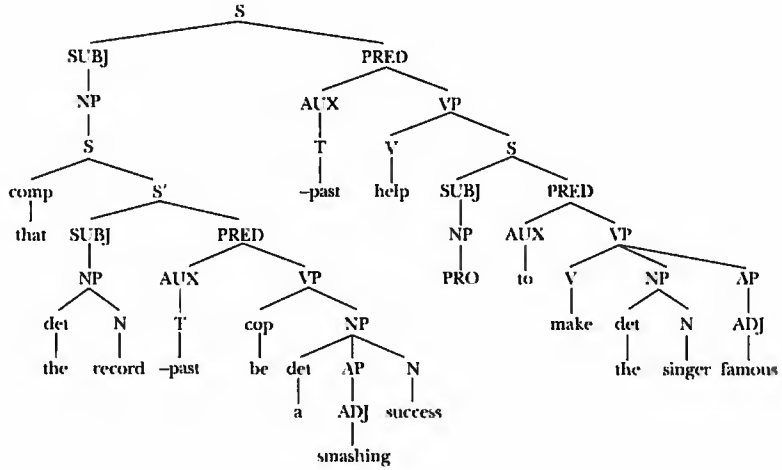 S
SUBJ PRED
NP AUX VP
S T V S
comp S' –past help SUBJ PRED
that SUBJ PRED NP AUX VP
NP AUX VP PRO to V NP AP
det N T cop NP make det N ADJ
the record –past be det AP N the singer famous
a ADJ success
smashing